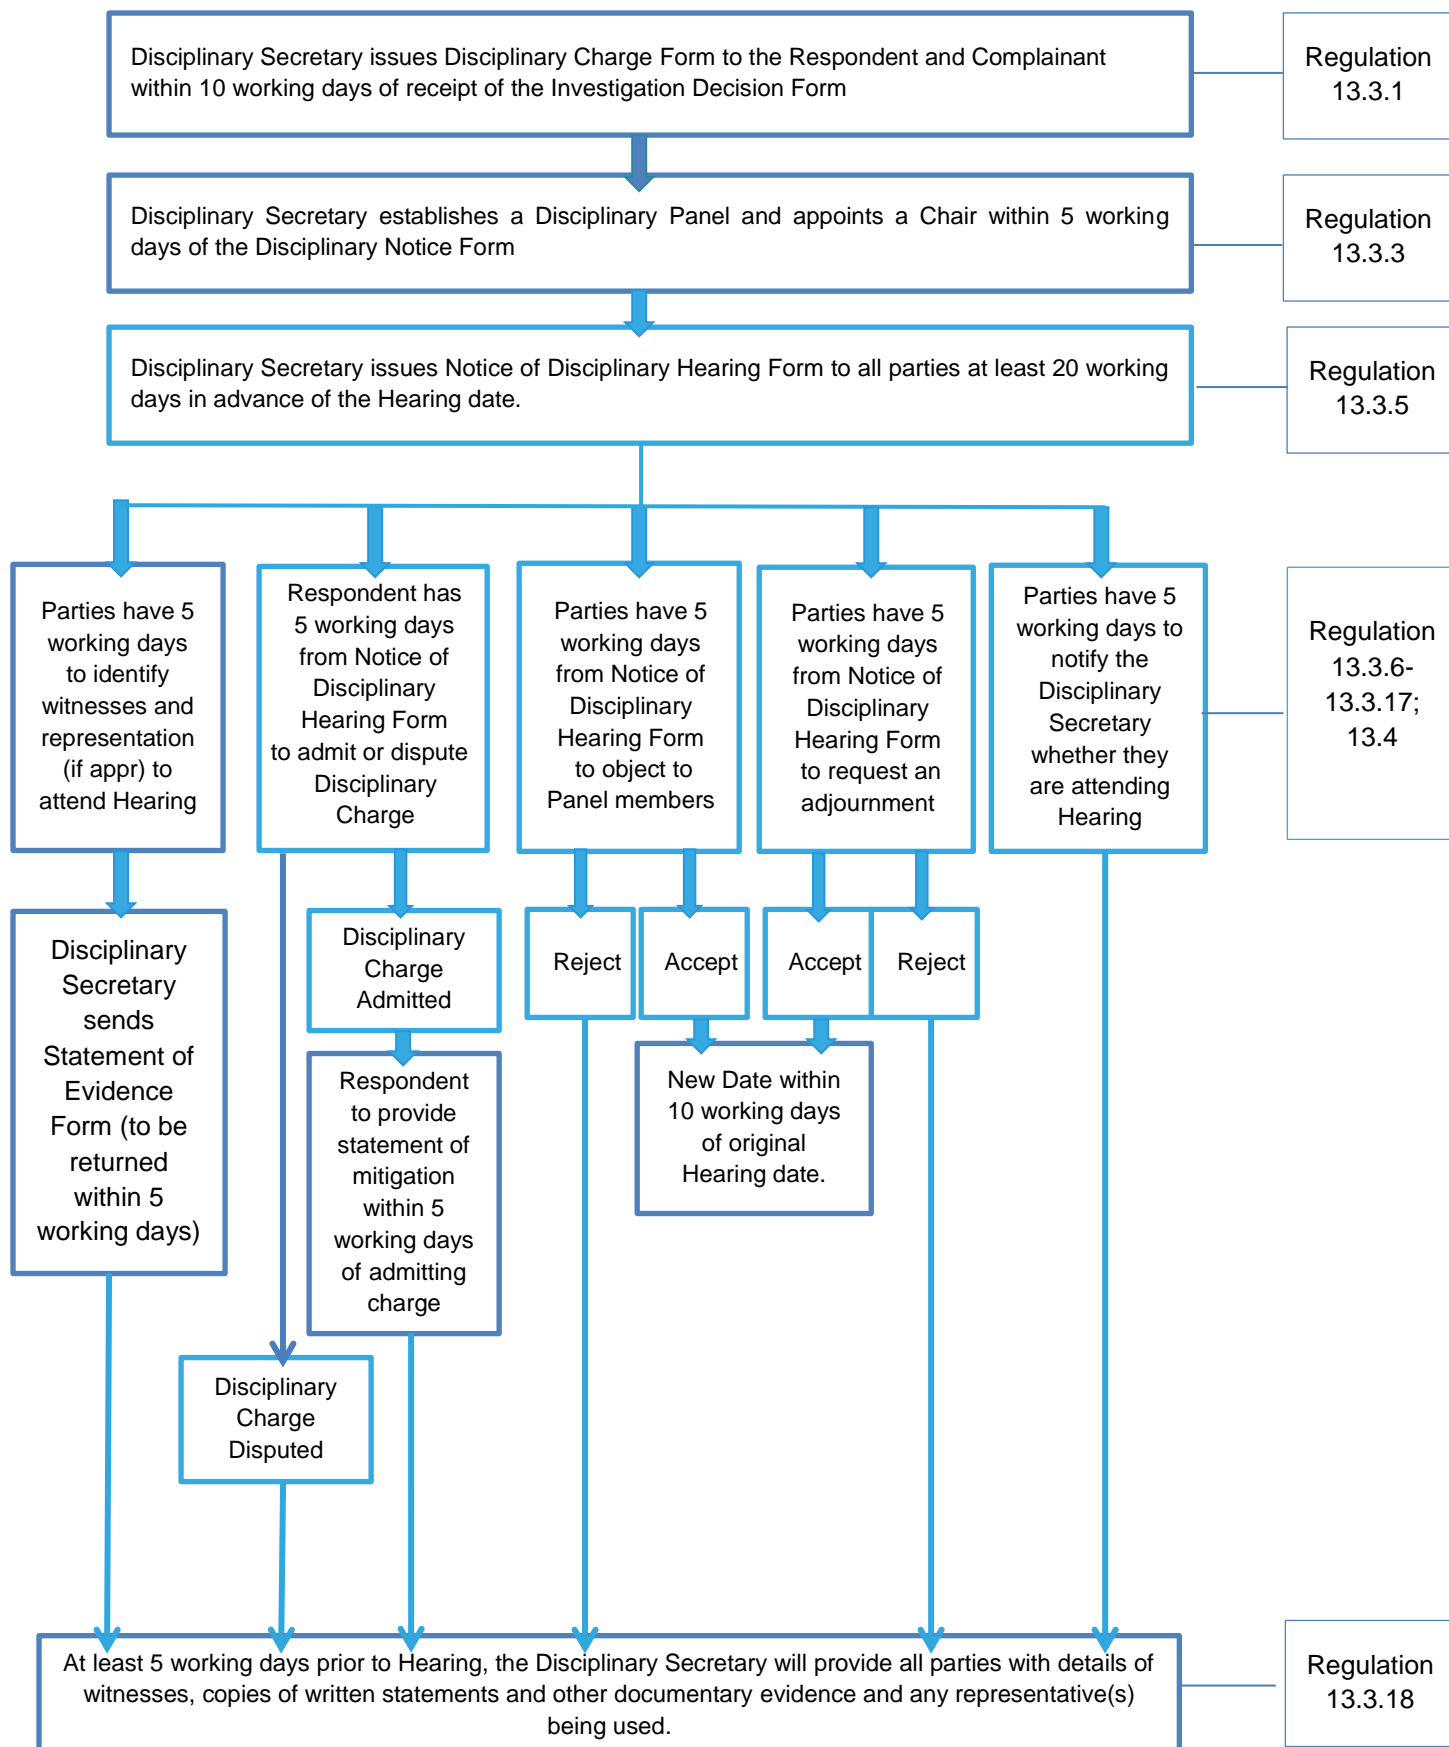 Disciplinary Secretary issues Disciplinary Charge Form to the Respondent and Complainant
within 10 working days of receipt of the Investigation Decision Form
Regulation
13.3.1
Disciplinary Secretary establishes a Disciplinary Panel and appoints a Chair within 5 working
days of the Disciplinary Notice Form
Regulation
13.3.3
Disciplinary Secretary issues Notice of Disciplinary Hearing Form to all parties at least 20 working
days in advance of the Hearing date.
Regulation
13.3.5
Parties have 5
working days
to identify
witnesses and
representation
(if appr) to
attend Hearing
Respondent has
5 working days
from Notice of
Disciplinary
Hearing Form
to admit or dispute
Disciplinary
Charge
Parties have 5
working days
from Notice of
Disciplinary
Hearing Form
to object to
Panel members
Parties have 5
working days
from Notice of
Disciplinary
Hearing Form
to request an
adjournment
Parties have 5
working days to
notify the
Disciplinary
Secretary
whether they
are attending
Hearing
Regulation
13.3.6-
13.3.17;
13.4
Disciplinary
Secretary
sends
Statement of
Evidence
Form (to be
returned
within 5
working days)
Disciplinary
Charge
Admitted
Reject
Accept
Accept
Reject
Respondent
to provide
statement of
mitigation
within 5
working days
of admitting
charge
New Date within
10 working days
of original
Hearing date.
Disciplinary
Charge
Disputed
At least 5 working days prior to Hearing, the Disciplinary Secretary will provide all parties with details of
witnesses, copies of written statements and other documentary evidence and any representative(s)
being used.
Regulation
13.3.18